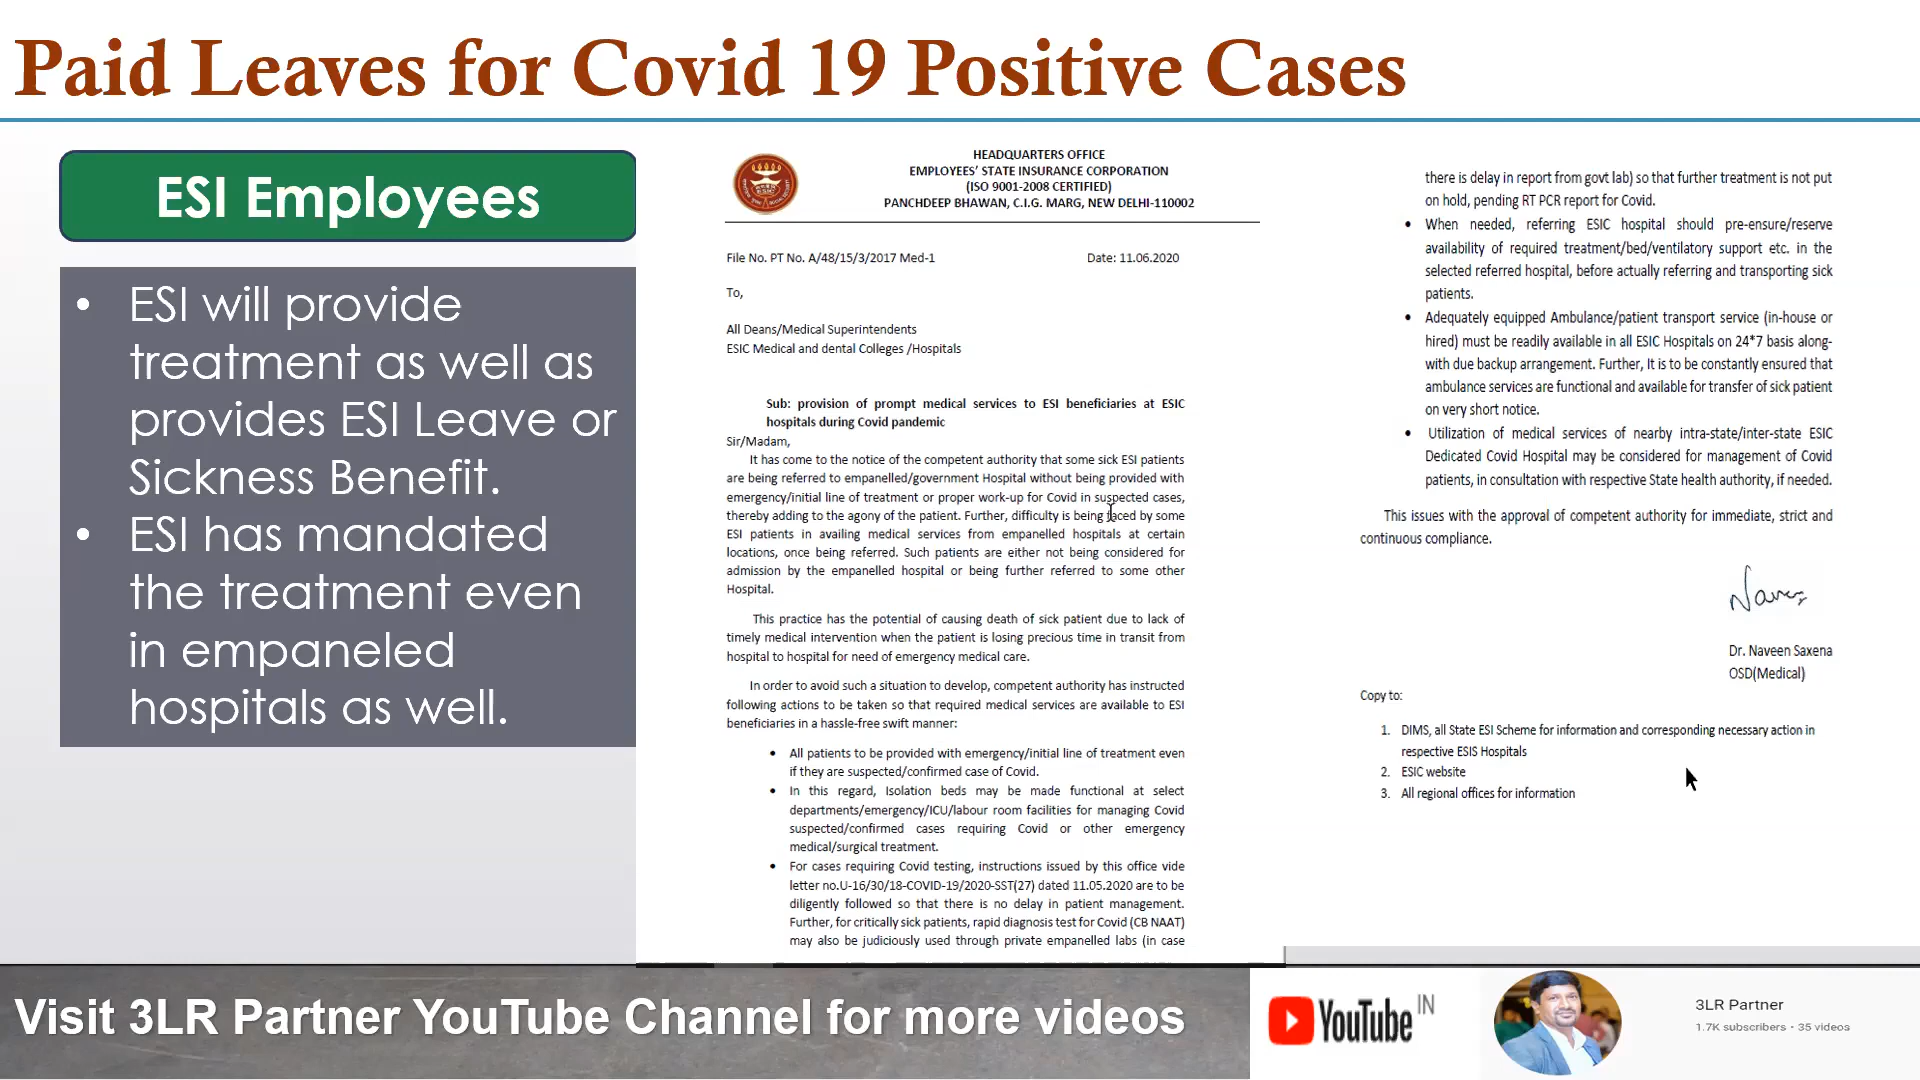 Paid Leaves for Covid 19 Positive Cases
ESI Employees
• ESI will provide
treatment as well as
provides ESI Leave or
Sickness Benefit.
• ESI has mandated
the treatment even
in empaneled
hospitals as well.
HEADQUARTERS OFFICE
EMPLOYEES' STATE INSURANCE CORPORATION
(ISO 9001-2008 CERTIFIED)
PANCHDEEP BHAWAN, C.I.G. MARG, NEW DELHI-110002
File No. PT No. A/48/15/3/2017 Med-1 Date: 11.06.2020
To,
All Deans/Medical Superintendents
ESIC Medical and dental Colleges /Hospitals
Sub: provision of prompt medical services to ESI beneficiaries at ESIC
hospitals during Covid pandemic
Sir/Madam,
It has come to the notice of the competent authority that some sick ESI patients
are being referred to empanelled/government Hospital without being provided with
emergency/initial line of treatment or proper work-up for Covid in suspected cases,
thereby adding to the agony of the patient. Further, difficulty is being faced by some
ESI patients in availing medical services from empanelled hospitals at certain
locations, once being referred. Such patients are either not being considered for
admission by the empanelled hospital or being further referred to some other
Hospital.
This practice has the potential of causing death of sick patient due to lack of
timely medical intervention when the patient is losing precious time in transit from
hospital to hospital for need of emergency medical care.
In order to avoid such a situation to develop, competent authority has instructed
following actions to be taken so that required medical services are available to ESI
beneficiaries in a hassle-free swift manner:
• All patients to be provided with emergency/initial line of treatment even
if they are suspected/confirmed case of Covid.
• In this regard, Isolation beds may be made functional at select
departments/emergency/ICU/labour room facilities for managing Covid
suspected/confirmed cases requiring Covid or other emergency
medical/surgical treatment.
• For cases requiring Covid testing, instructions issued by this office vide
letter no.U-16/30/18-COVID-19/2020-SST(27) dated 11.05.2020 are to be
diligently followed so that there is no delay in patient management.
Further, for critically sick patients, rapid diagnosis test for Covid (CB NAAT)
may also be judiciously used through private empanelled labs (in case
there is delay in report from govt lab) so that further treatment is not put
on hold, pending RT PCR report for Covid.
• When needed, referring ESIC hospital should pre-ensure/reserve
availability of required treatment/bed/ventilatory support etc. in the
selected referred hospital, before actually referring and transporting sick
patients.
• Adequately equipped Ambulance/patient transport service (in-house or
hired) must be readily available in all ESIC Hospitals on 24*7 basis along-
with due backup arrangement. Further, It is to be constantly ensured that
ambulance services are functional and available for transfer of sick patient
on very short notice.
• Utilization of medical services of nearby intra-state/inter-state ESIC
Dedicated Covid Hospital may be considered for management of Covid
patients, in consultation with respective State health authority, if needed.
This issues with the approval of competent authority for immediate, strict and
continuous compliance.
Dr. Naveen Saxena
OSD(Medical)
Copy to:
1. DIMS, all State ESI Scheme for information and corresponding necessary action in
respective ESIS Hospitals
2. ESIC website
3. All regional offices for information
Visit 3LR Partner YouTube Channel for more videos
YouTube IN
3LR Partner
1.7K subscribers • 35 videos